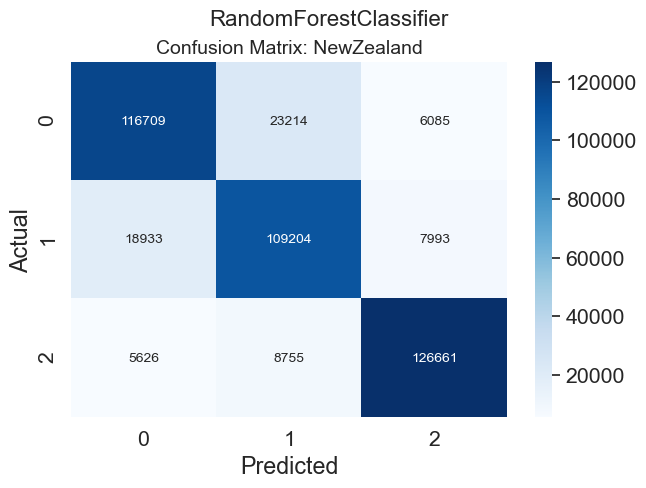 RandomForestClassifier
Confusion Matrix: NewZealand
120000
0 116709 23214 6085
100000
80000
Actual
1 18933 109204 7993
60000
40000
2 5626 8755 126661
20000
0 1 2
Predicted